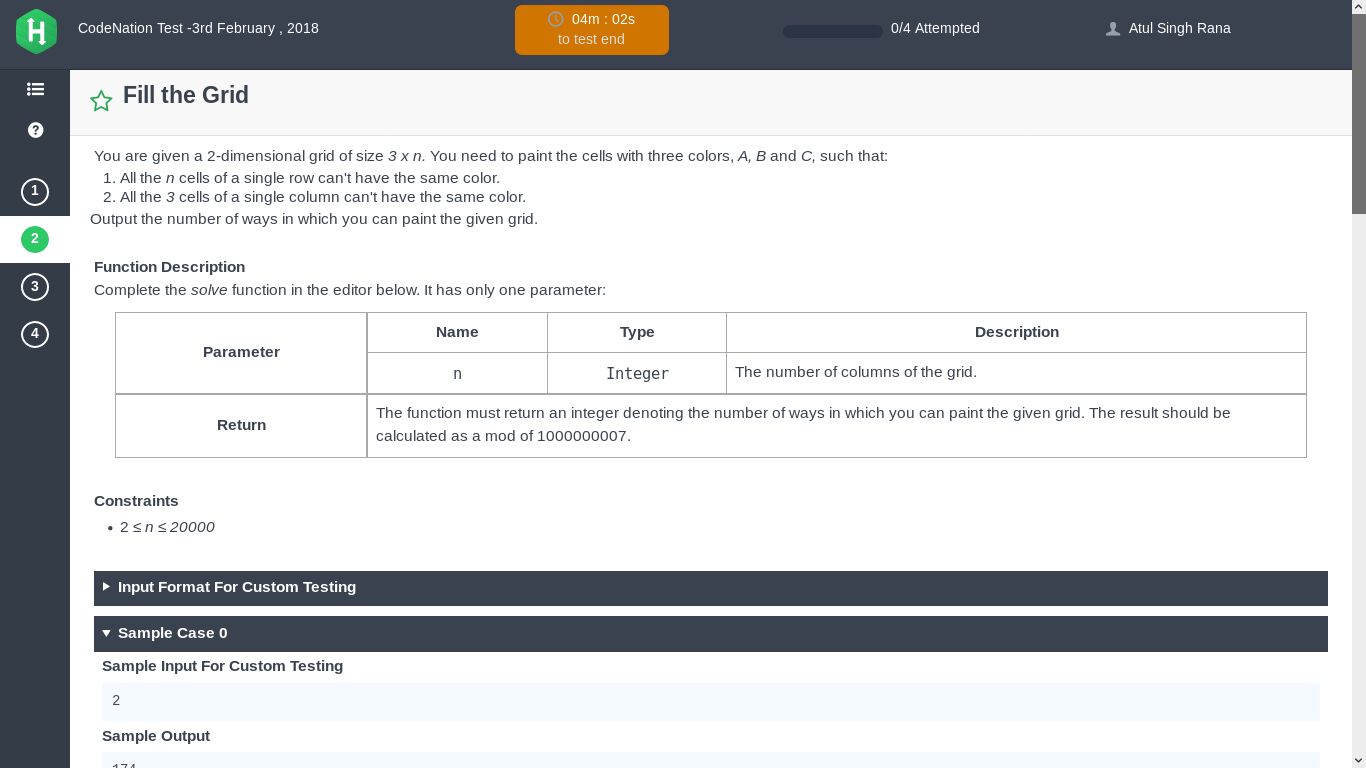 CodeNation Test -3rd February , 2018
04m : 02s
to test end
0/4 Attempted
Atul Singh Rana
Fill the Grid
1
2
3
4
You are given a 2-dimensional grid of size 3 x n. You need to paint the cells with three colors, A, B and C, such that:
1. All the n cells of a single row can't have the same color.
2. All the 3 cells of a single column can't have the same color.
Output the number of ways in which you can paint the given grid.
Function Description
Complete the solve function in the editor below. It has only one parameter:
Parameter
Name Type Description
n Integer The number of columns of the grid.
Return
The function must return an integer denoting the number of ways in which you can paint the given grid. The result should be
calculated as a mod of 1000000007.
Constraints
• 2 ≤ n ≤ 20000
Input Format For Custom Testing
Sample Case 0
Sample Input For Custom Testing
2
Sample Output
174